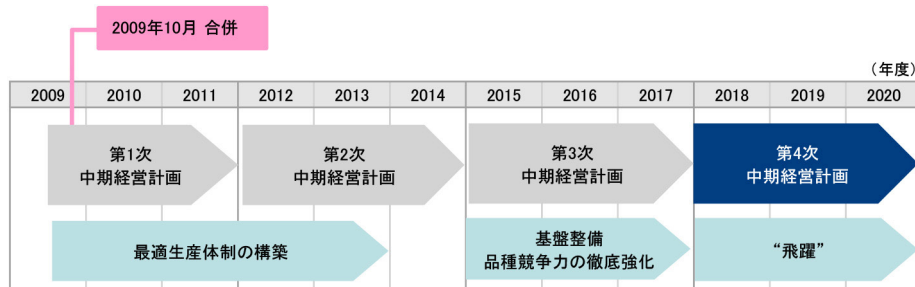 2009年10月 合併
（年度）
2009 2010 2011 2012 2013 2014 2015 2016 2017 2018 2019 2020
第1次
中期経営計画
第2次
中期経営計画
第3次
中期経営計画
第4次
中期経営計画
最適生産体制の構築
基盤整備
品種競争力の徹底強化
“飛躍”